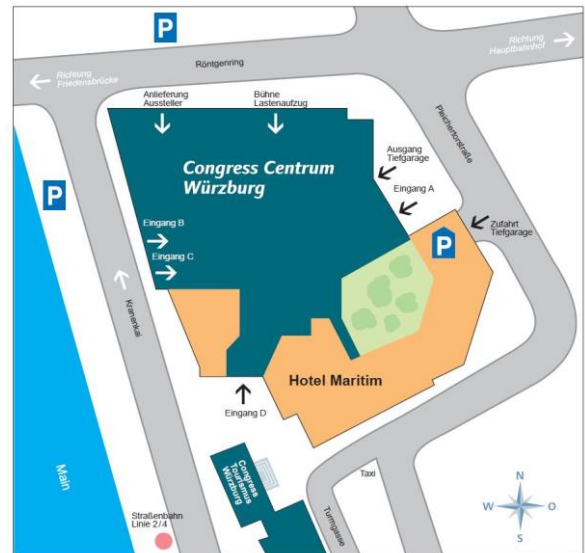 P
Richtung
Hauptbahnhof
Richtung
Friedensbrücke
Röntgenring
Anlieferung
Aussteller
Bühne
Lastenaufzug
Pleichertorstraße
Ausgang
Tiefgarage
Congress Centrum
Würzburg
Eingang A
P
Eingang B
Zufahrt
Tiefgarage
P
Eingang C
Kranenkai
Hotel Maritim
Eingang D
Main
Congress
Tourismus
Würzburg
Taxi
Turmgasse
Straßenbahn
Linie 2/4
N
W
O
S